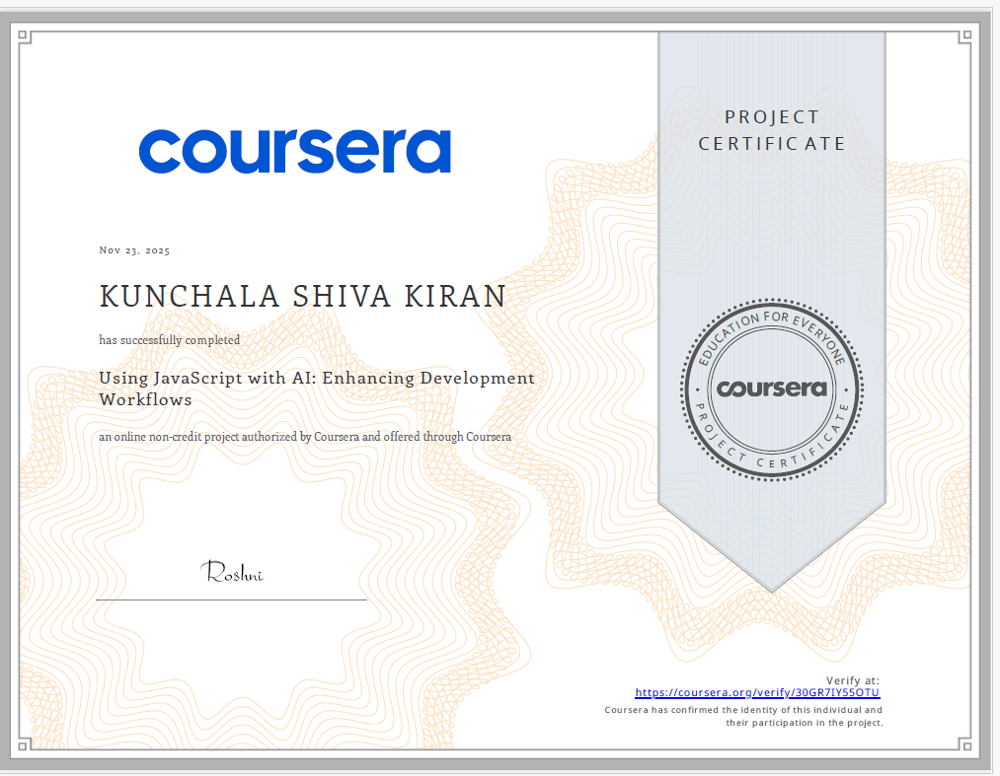 coursera
PROJECT
CERTIFICATE
Nov 23, 2025
KUNCHALA SHIVA KIRAN
has successfully completed
Using JavaScript with AI: Enhancing Development
Workflows
an online non-credit project authorized by Coursera and offered through Coursera
EDUCATION FOR EVERYONE
coursera
PROJECT CERTIFICATE
Roshni
Verify at:
https://coursera.org/verify/30GR7IY55OTU
Coursera has confirmed the identity of this individual and
their participation in the project.